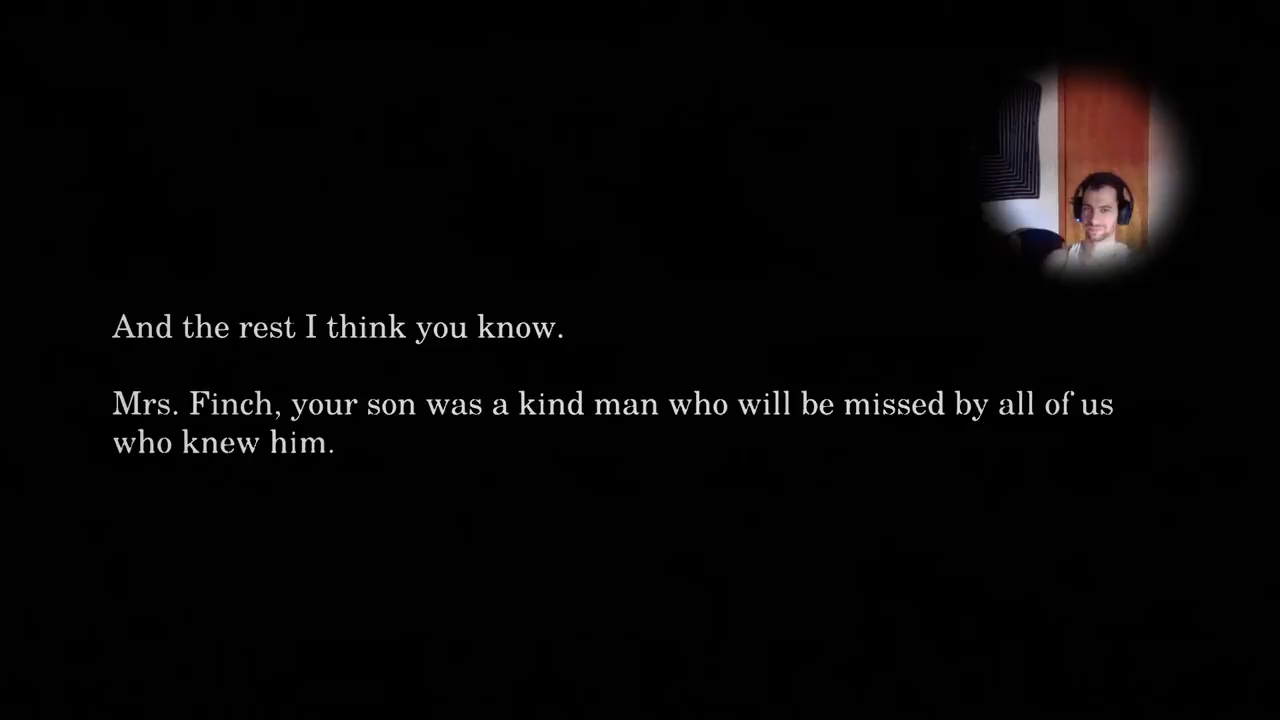 And the rest I think you know.
Mrs. Finch, your son was a kind man who will be missed by all of us
who knew him.